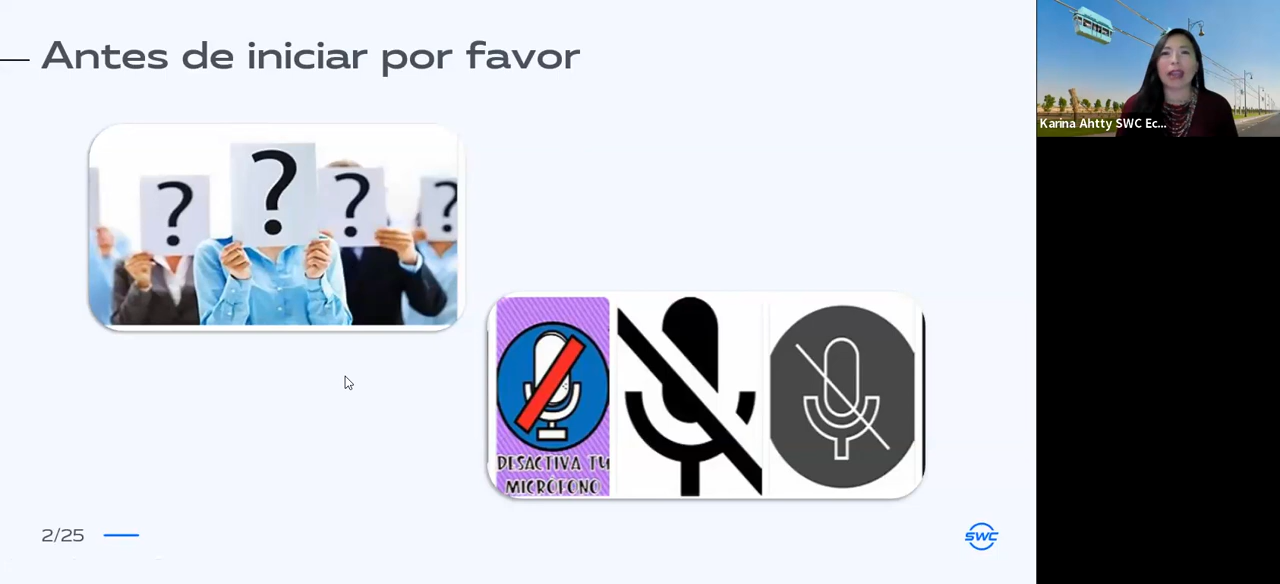 Antes de iniciar por favor
Karina Ahtty SWC Ec...
? ? ? ?
DESACTIVA TU
MICRÓFONO
2/25
SWC